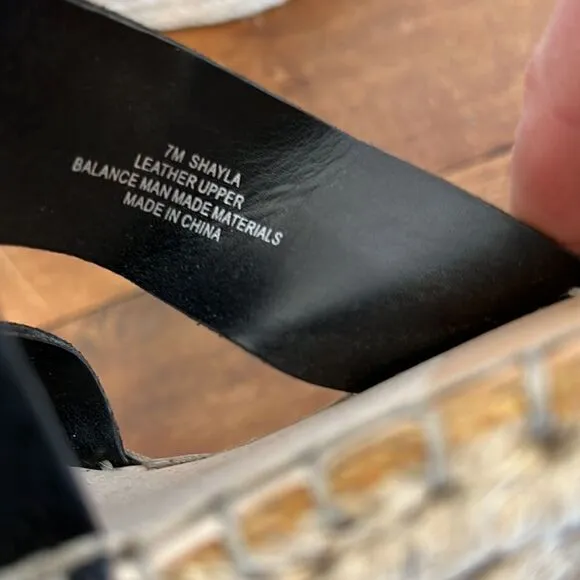 7M SHAYLA
LEATHER UPPER
BALANCE MAN MADE MATERIALS
MADE IN CHINA